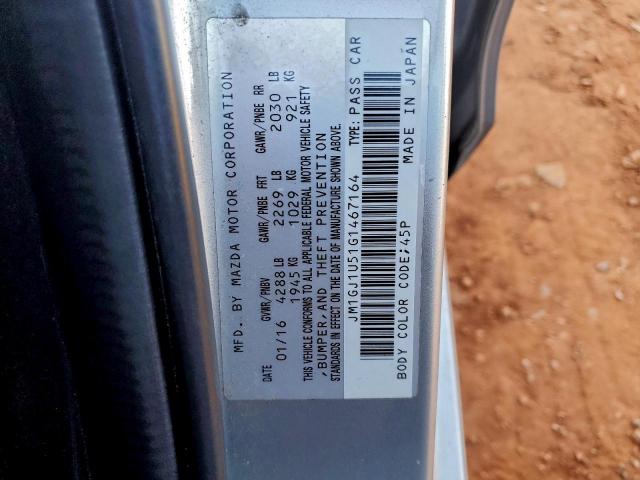 MFD. BY MAZDA MOTOR CORPORATION
DATE GVWR/PNBV GAWR/PNBE FRT GAWR/PNBE RR
01/16 4288 LB 2269 LB 2030 LB
1945 KG 1029 KG 921 KG
THIS VEHICLE CONFORMS TO ALL APPLICABLE FEDERAL MOTOR VEHICLE SAFETY
,BUMPER,AND THEFT PREVENTION
STANDARDS IN EFFECT ON THE DATE OF MANUFACTURE SHOWN ABOVE.
JM1GJ1U51G1467164 TYPE:PASS CAR
BODY COLOR CODE:45P MADE IN JAPAN